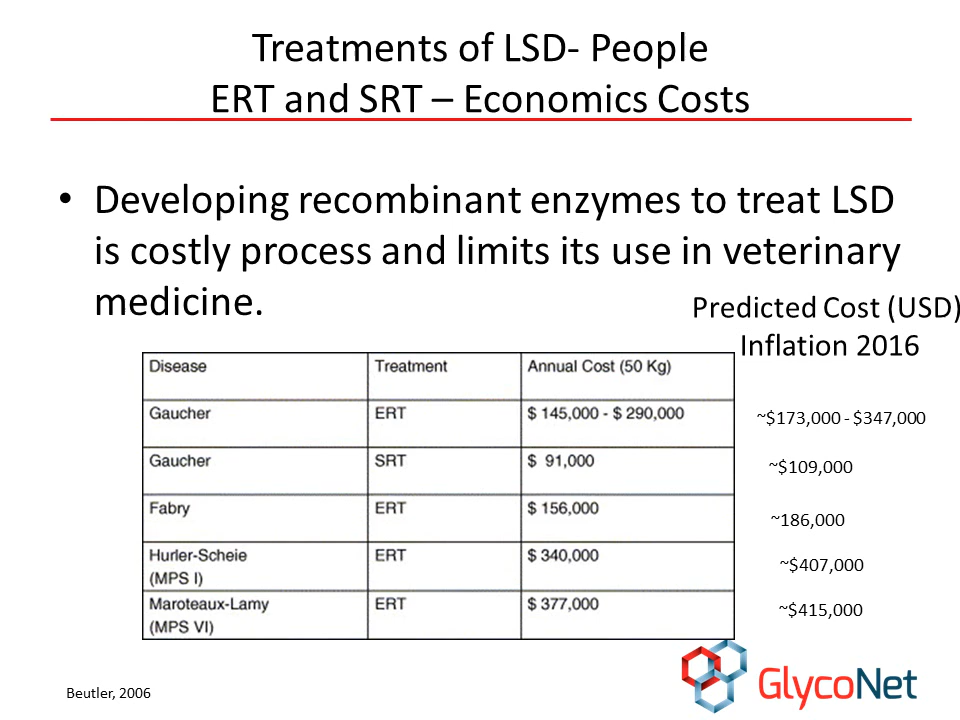 Treatments of LSD- People
ERT and SRT – Economics Costs
• Developing recombinant enzymes to treat LSD
is costly process and limits its use in veterinary
medicine.
Predicted Cost (USD)
Inflation 2016
Disease Treatment Annual Cost (50 Kg)
Gaucher ERT $ 145,000 - $ 290,000 ~$173,000 - $347,000
Gaucher SRT $ 91,000 ~$109,000
Fabry ERT $ 156,000 ~186,000
Hurler-Scheie ERT $ 340,000 ~$407,000
(MPS I)
Maroteaux-Lamy ERT $ 377,000 ~$415,000
(MPS VI)
Beutler, 2006
GlycoNet